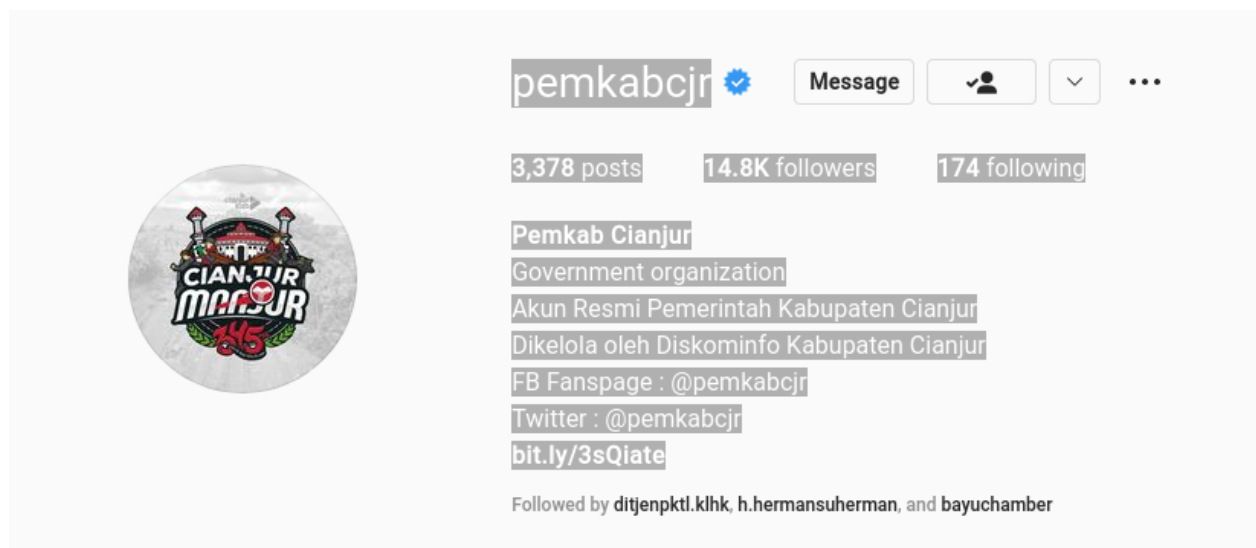 pemkabcjr Message
3,378 posts 14.8K followers 174 following
Pemkab Cianjur
Government organization
Akun Resmi Pemerintah Kabupaten Cianjur
Dikelola oleh Diskominfo Kabupaten Cianjur
FB Fanspage : @pemkabcjr
Twitter : @pemkabcjr
bit.ly/3sQiate
Followed by ditjenpktl.klhk, h.hermansuherman, and bayuchamber
CIANJUR
MANJUR
345